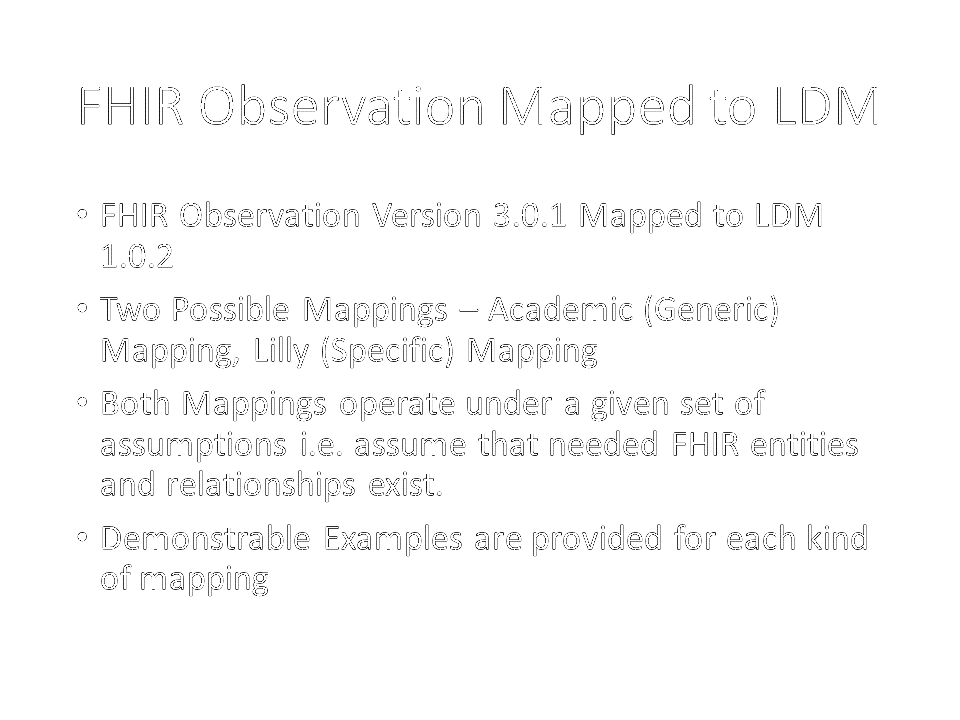 FHIR Observation Mapped to LDM
• FHIR Observation Version 3.0.1 Mapped to LDM
1.0.2
• Two Possible Mappings – Academic (Generic)
Mapping, Lilly (Specific) Mapping
• Both Mappings operate under a given set of
assumptions i.e. assume that needed FHIR entities
and relationships exist.
• Demonstrable Examples are provided for each kind
of mapping